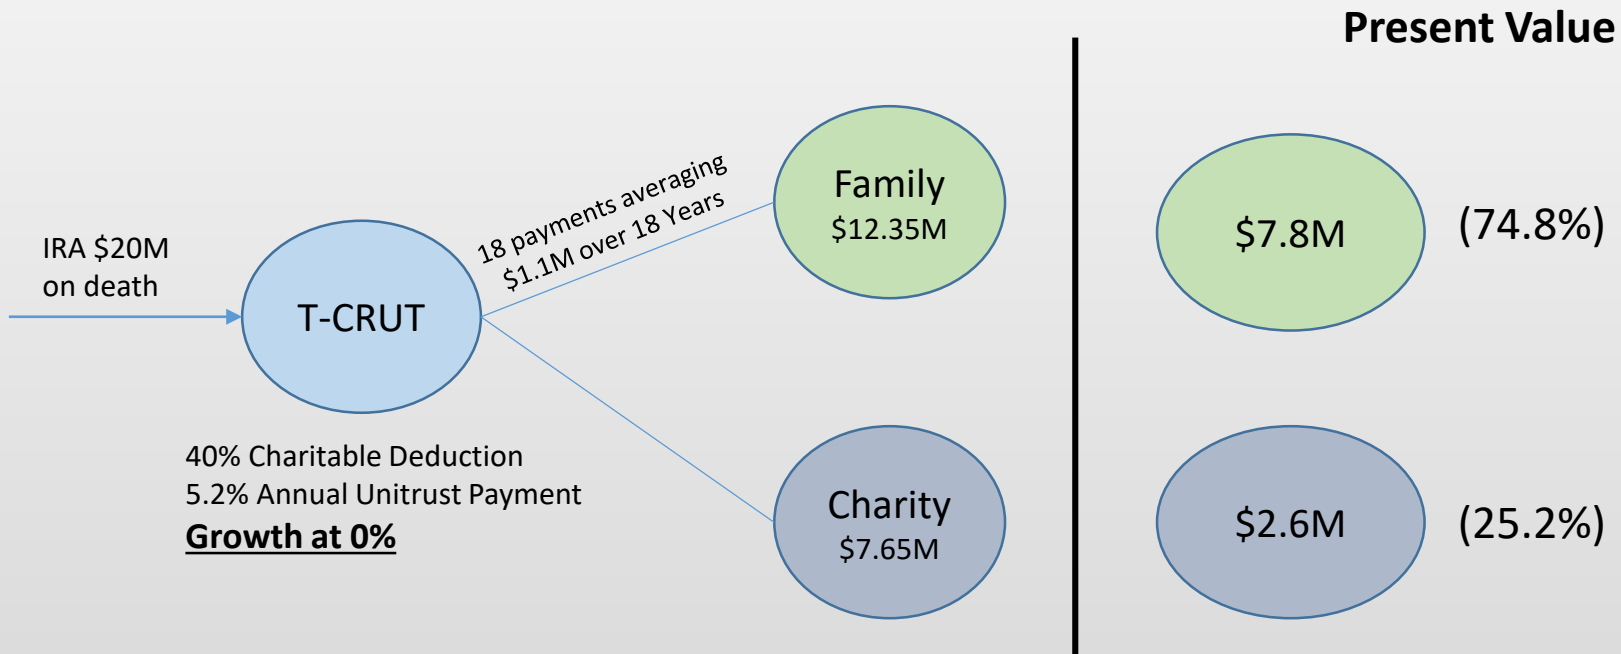 Present Value
IRA $20M
on death
T-CRUT
18 payments averaging
$1.1M over 18 Years
Family
$12.35M
$7.8M
(74.8%)
40% Charitable Deduction
5.2% Annual Unitrust Payment
Growth at 0%
Charity
$7.65M
$2.6M
(25.2%)